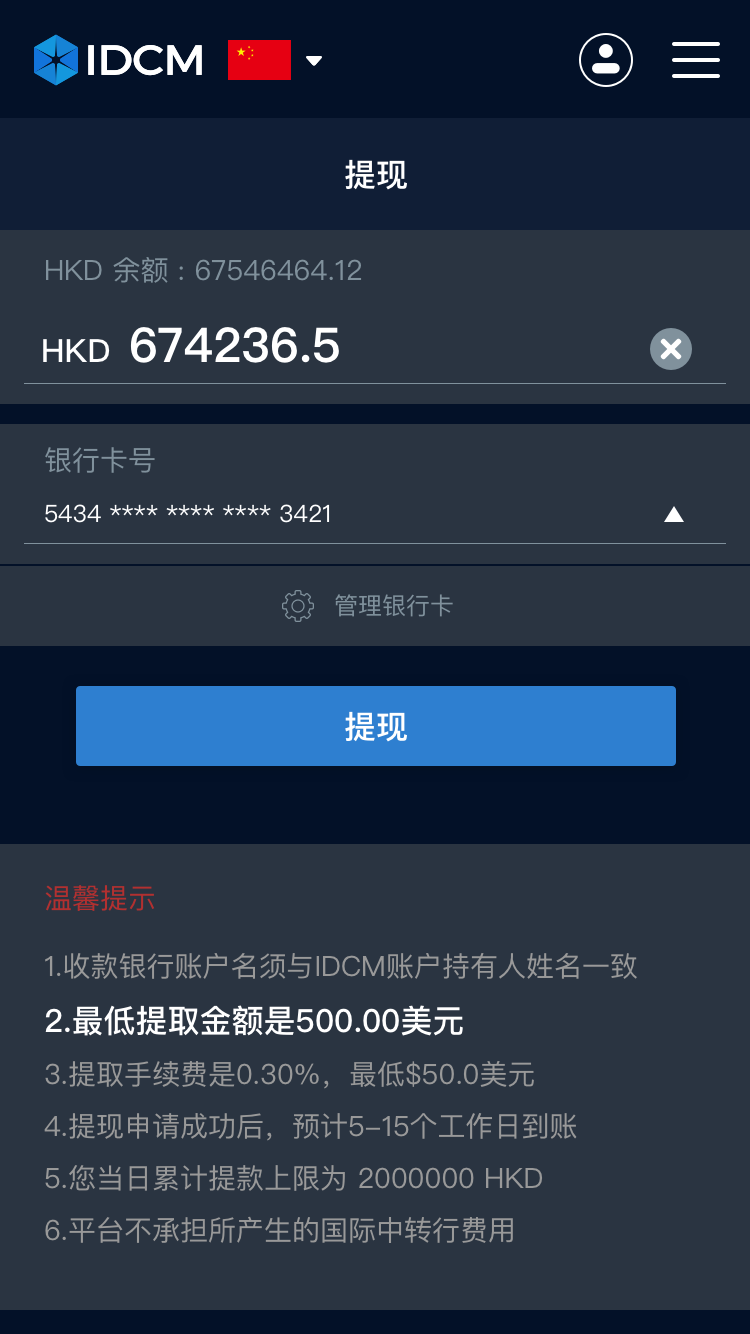 IDCM
提现
HKD 余额：67546464.12
HKD 674236.5
银行卡号
5434 **** **** **** 3421
管理银行卡
提现
温馨提示
1.收款银行账户名须与IDCM账户持有人姓名一致
2.最低提取金额是500.00美元
3.提取手续费是0.30%，最低$50.0美元
4.提现申请成功后，预计5-15个工作日到账
5.您当日累计提款上限为 2000000 HKD
6.平台不承担所产生的国际中转行费用